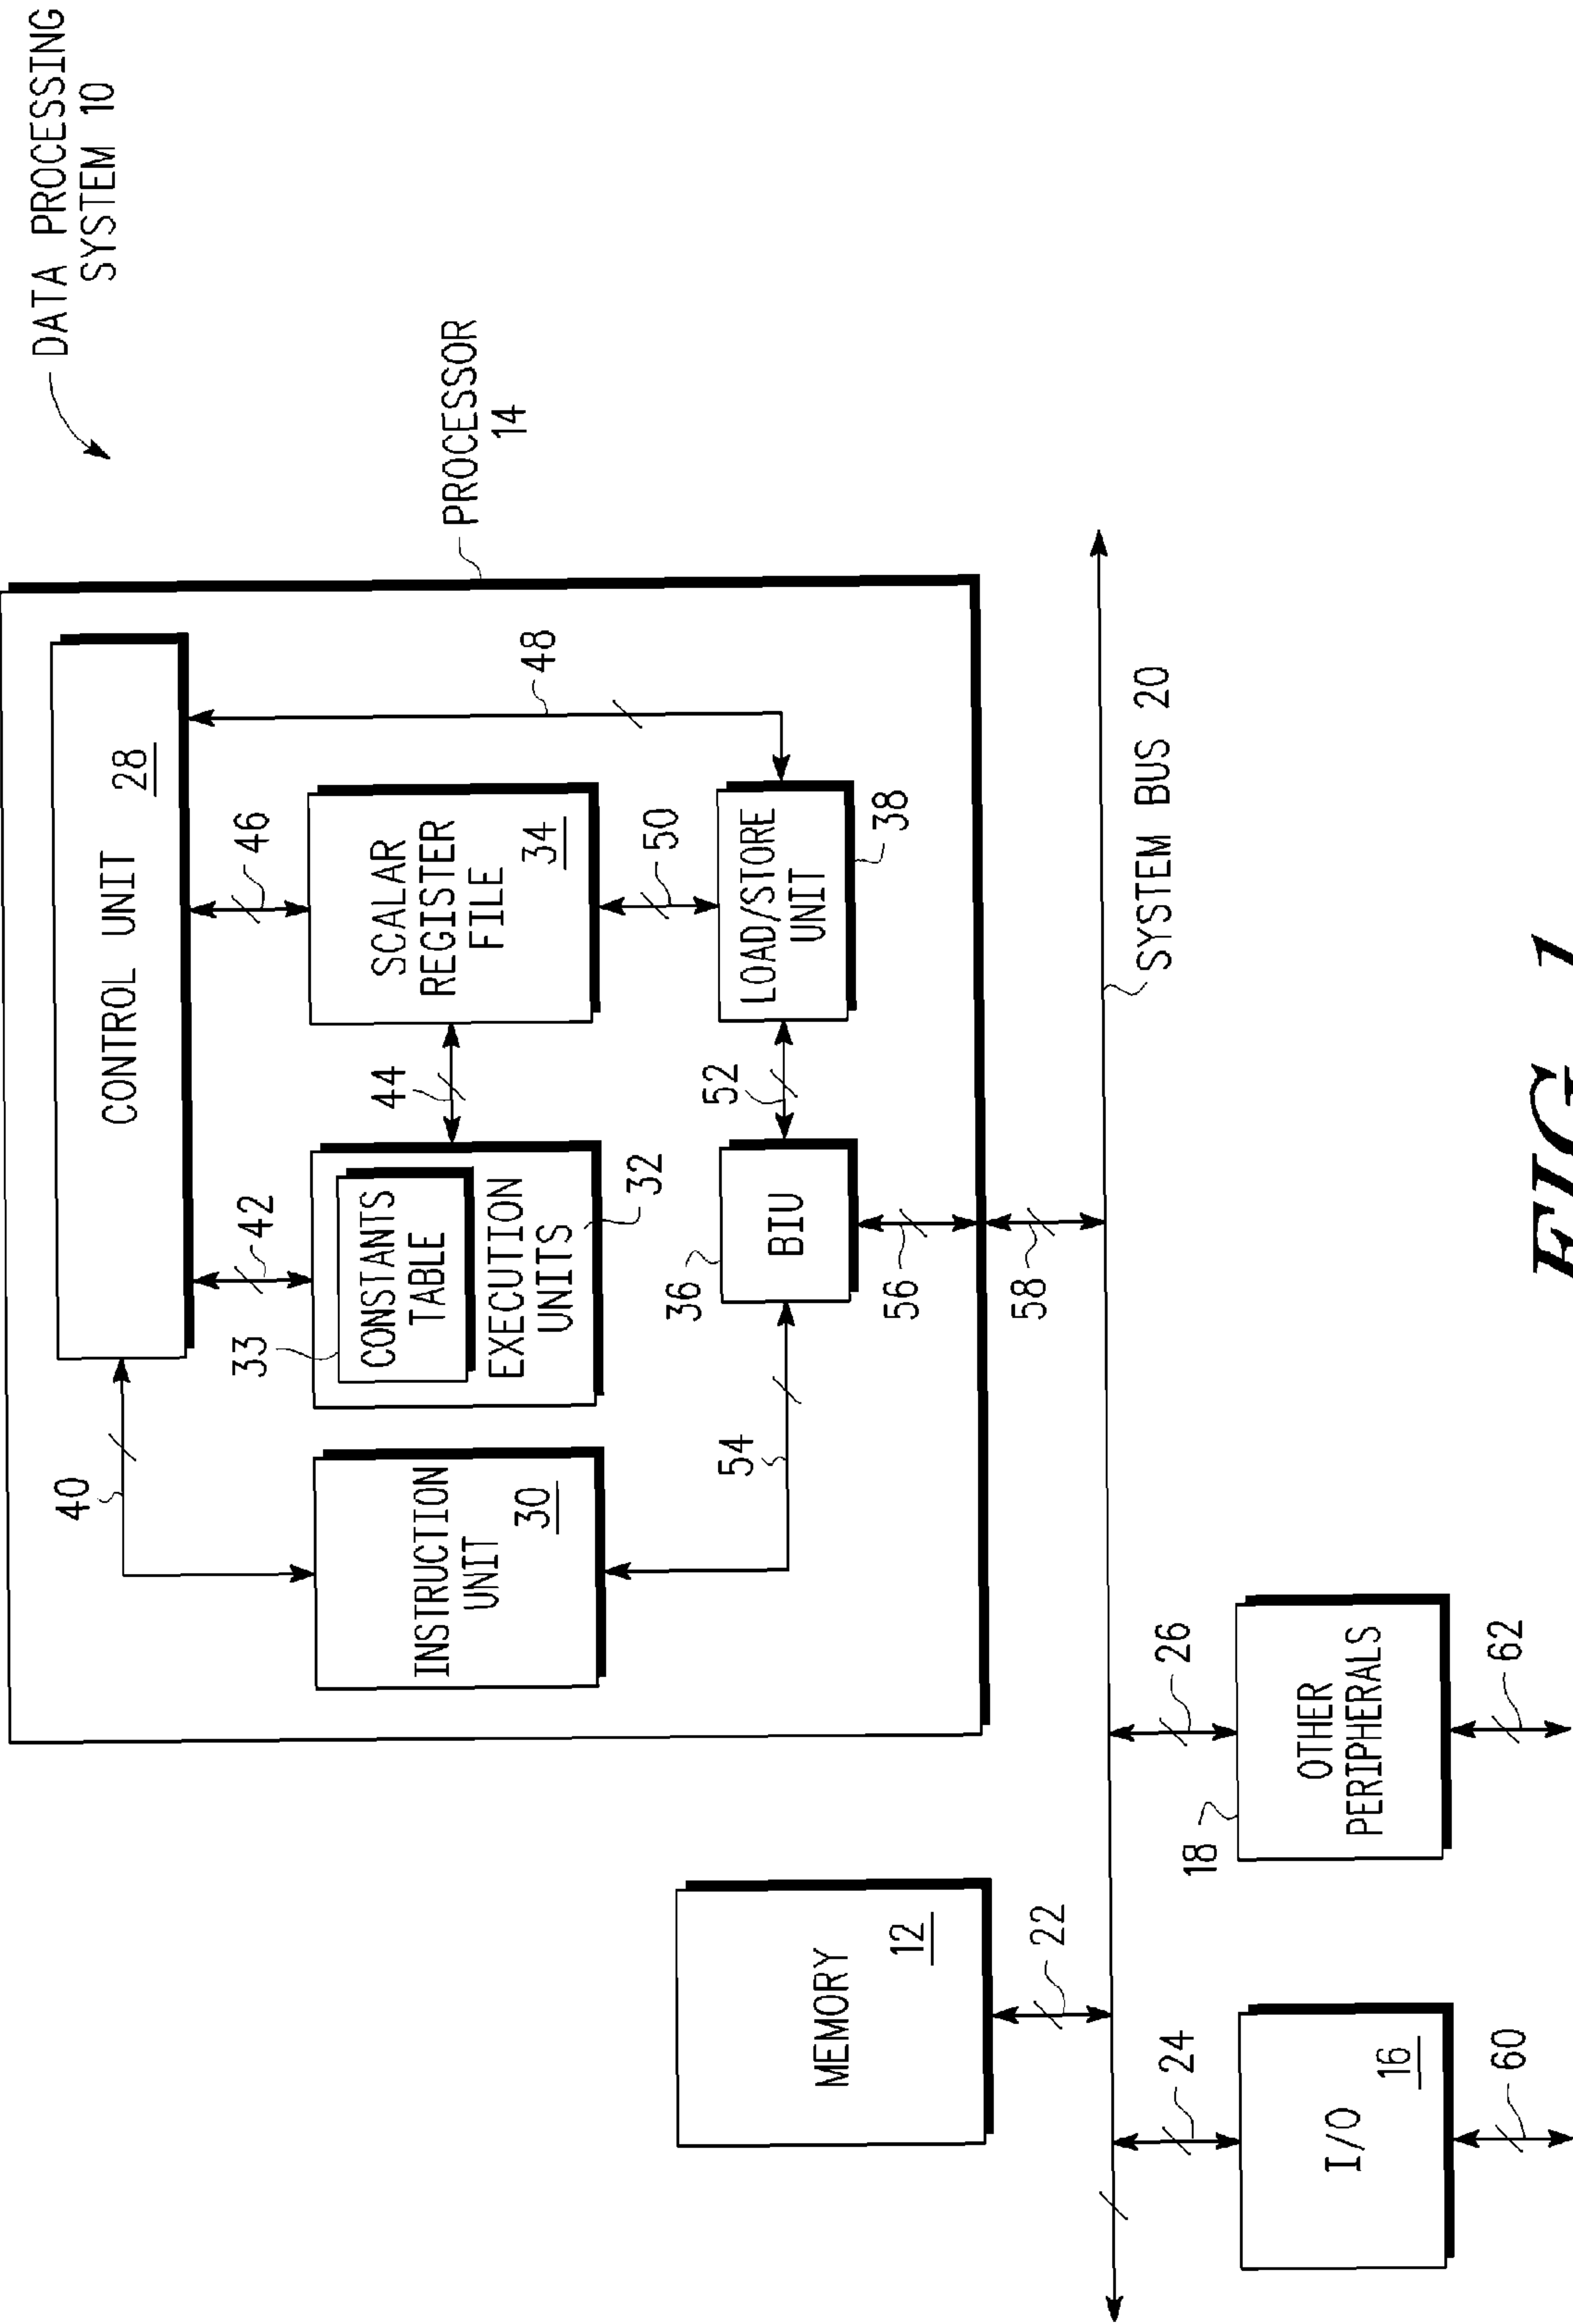 DATA PROCESSING
SYSTEM 10
PROCESSOR
14
CONTROL UNIT
28
40
42
46
48
33
CONSTANTS
TABLE
EXECUTION
UNITS
32
INSTRUCTION
UNIT
30
44
SCALAR
REGISTER
FILE
34
50
54
36
BIU
52
LOAD/STORE
UNIT
38
56
58
MEMORY
12
22
SYSTEM BUS 20
24
26
I/O
16
18
OTHER
PERIPHERALS
60
62
FIG. 1